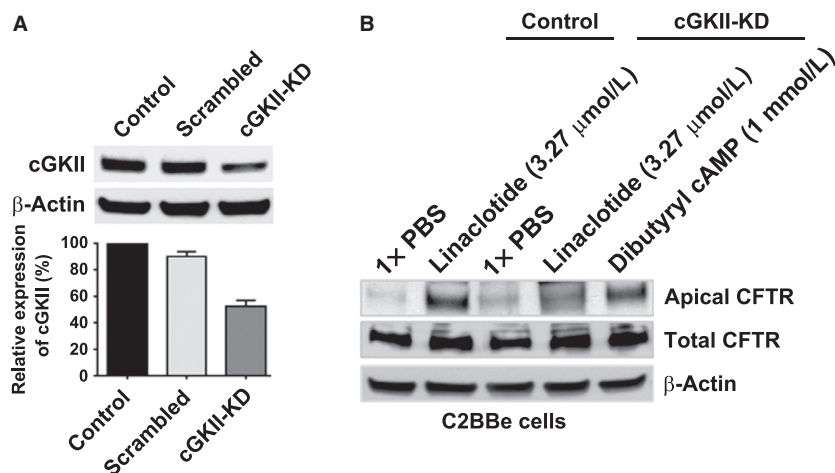 A
Control
Scrambled
cGKII-KD
cGKII
β-Actin
Relative expression
of cGKII (%)
100
80
60
40
20
0
Control
Scrambled
cGKII-KD
B
Control
cGKII-KD
1× PBS
Linaclotide (3.27 μmol/L)
1× PBS
Linaclotide (3.27 μmol/L)
Dibutyryl cAMP (1 mmol/L)
Apical CFTR
Total CFTR
β-Actin
C2BBe cells